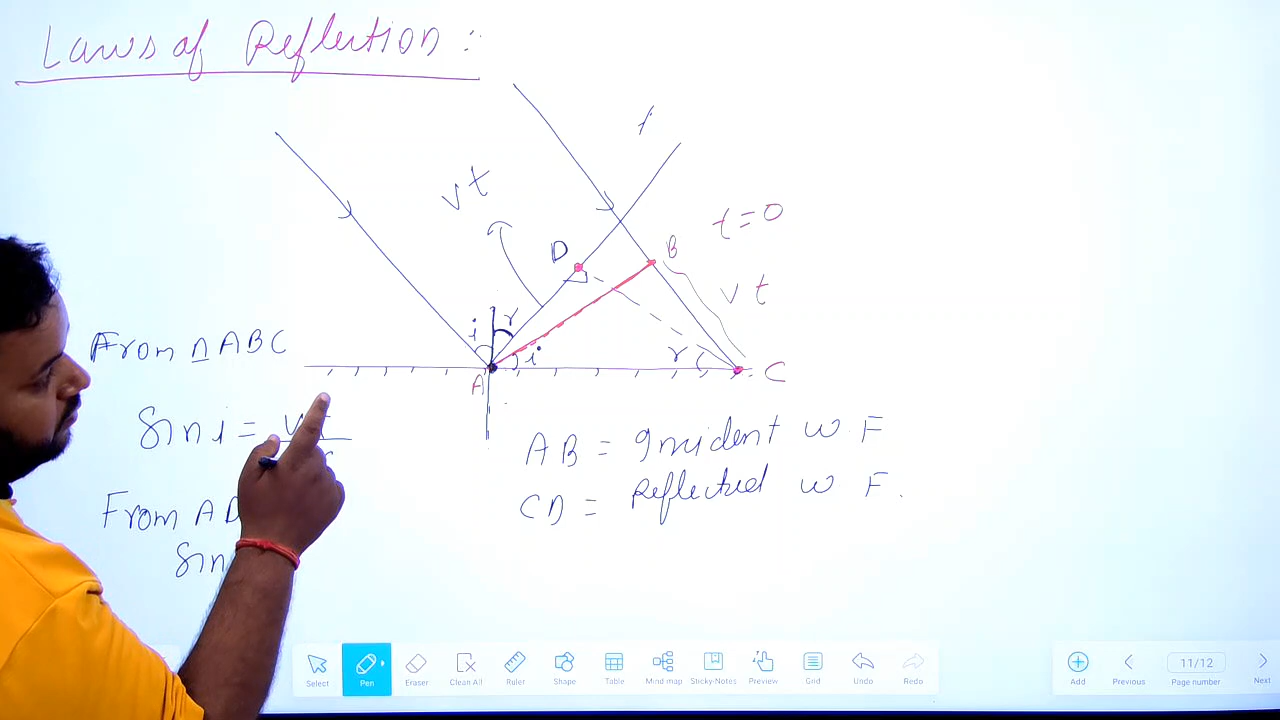 Laws of Reflection :
vt
t = 0
D
B
vt
i
r
i
r
A
C
From △ABC
Sin i = vt
AB = Incident W.F
CD = Reflected W F.
From AD
Sin
Select
Pen
Eraser
Clean All
Ruler
Shape
Table
Mind map
Sticky-Notes
Preview
Grid
Undo
Redo
Add
Previous
11/12
Page number
Next